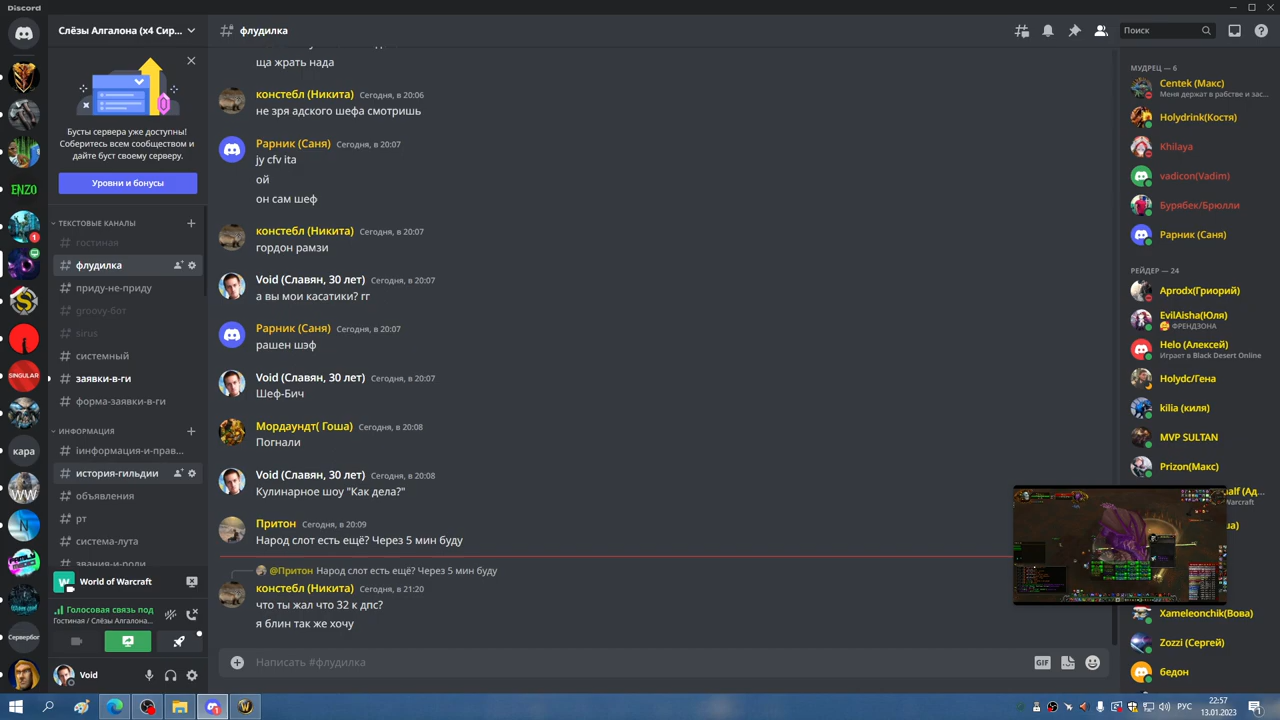 Discord
Слёзы Алгалона (x4 Сир...
Бусты сервера уже доступны!
Соберитесь всем сообществом и
дайте буст своему серверу.
Уровни и бонусы
ТЕКСТОВЫЕ КАНАЛЫ
гостиная
флудилка
приду-не-приду
groovy-бот
sirus
системный
заявки-в-ги
форма-заявки-в-ги
ИНФОРМАЦИЯ
іинформация-и-прав...
история-гильдии
объявления
рт
система-лута
звания-и-роли
World of Warcraft
Голосовая связь под
Гостиная / Слёзы Алгалона...
Void
ENZO
1
SINGULAR
кара
WW
Сервербог
флудилка
Поиск
ща жрать нада
констебл (Никита) Сегодня, в 20:06
не зря адского шефа смотришь
Рарник (Саня) Сегодня, в 20:07
jy cfv ita
ой
он сам шеф
констебл (Никита) Сегодня, в 20:07
гордон рамзи
Void (Славян, 30 лет) Сегодня, в 20:07
а вы мои касатики? гг
Рарник (Саня) Сегодня, в 20:07
рашен шэф
Void (Славян, 30 лет) Сегодня, в 20:07
Шеф-Бич
Мордаундт( Гоша) Сегодня, в 20:08
Погнали
Void (Славян, 30 лет) Сегодня, в 20:08
Кулинарное шоу "Как дела?"
Притон Сегодня, в 20:09
Народ слот есть ещё? Через 5 мин буду
@Притон Народ слот есть ещё? Через 5 мин буду
констебл (Никита) Сегодня, в 21:20
что ты жал что 32 к дпс?
я блин так же хочу
Написать #флудилка
GIF
МУДРЕЦ — 6
Centek (Макс)
Меня держат в рабстве и зас...
Holydrink(Костя)
Khilaya
vadicon(Vadim)
Бурябек/Брюлли
Рарник (Саня)
РЕЙДЕР — 24
Aprodx(Гриорий)
EvilAisha(Юля)
ФРЕНДЗОНА
Helo (Алексей)
Играет в Black Desert Online
Holydc/Гена
kilia (киля)
MVP SULTAN
Prizon(Макс)
Xameleonchik(Вова)
Zozzi (Сергей)
бедон
РУС
22:57
13.01.2023
1